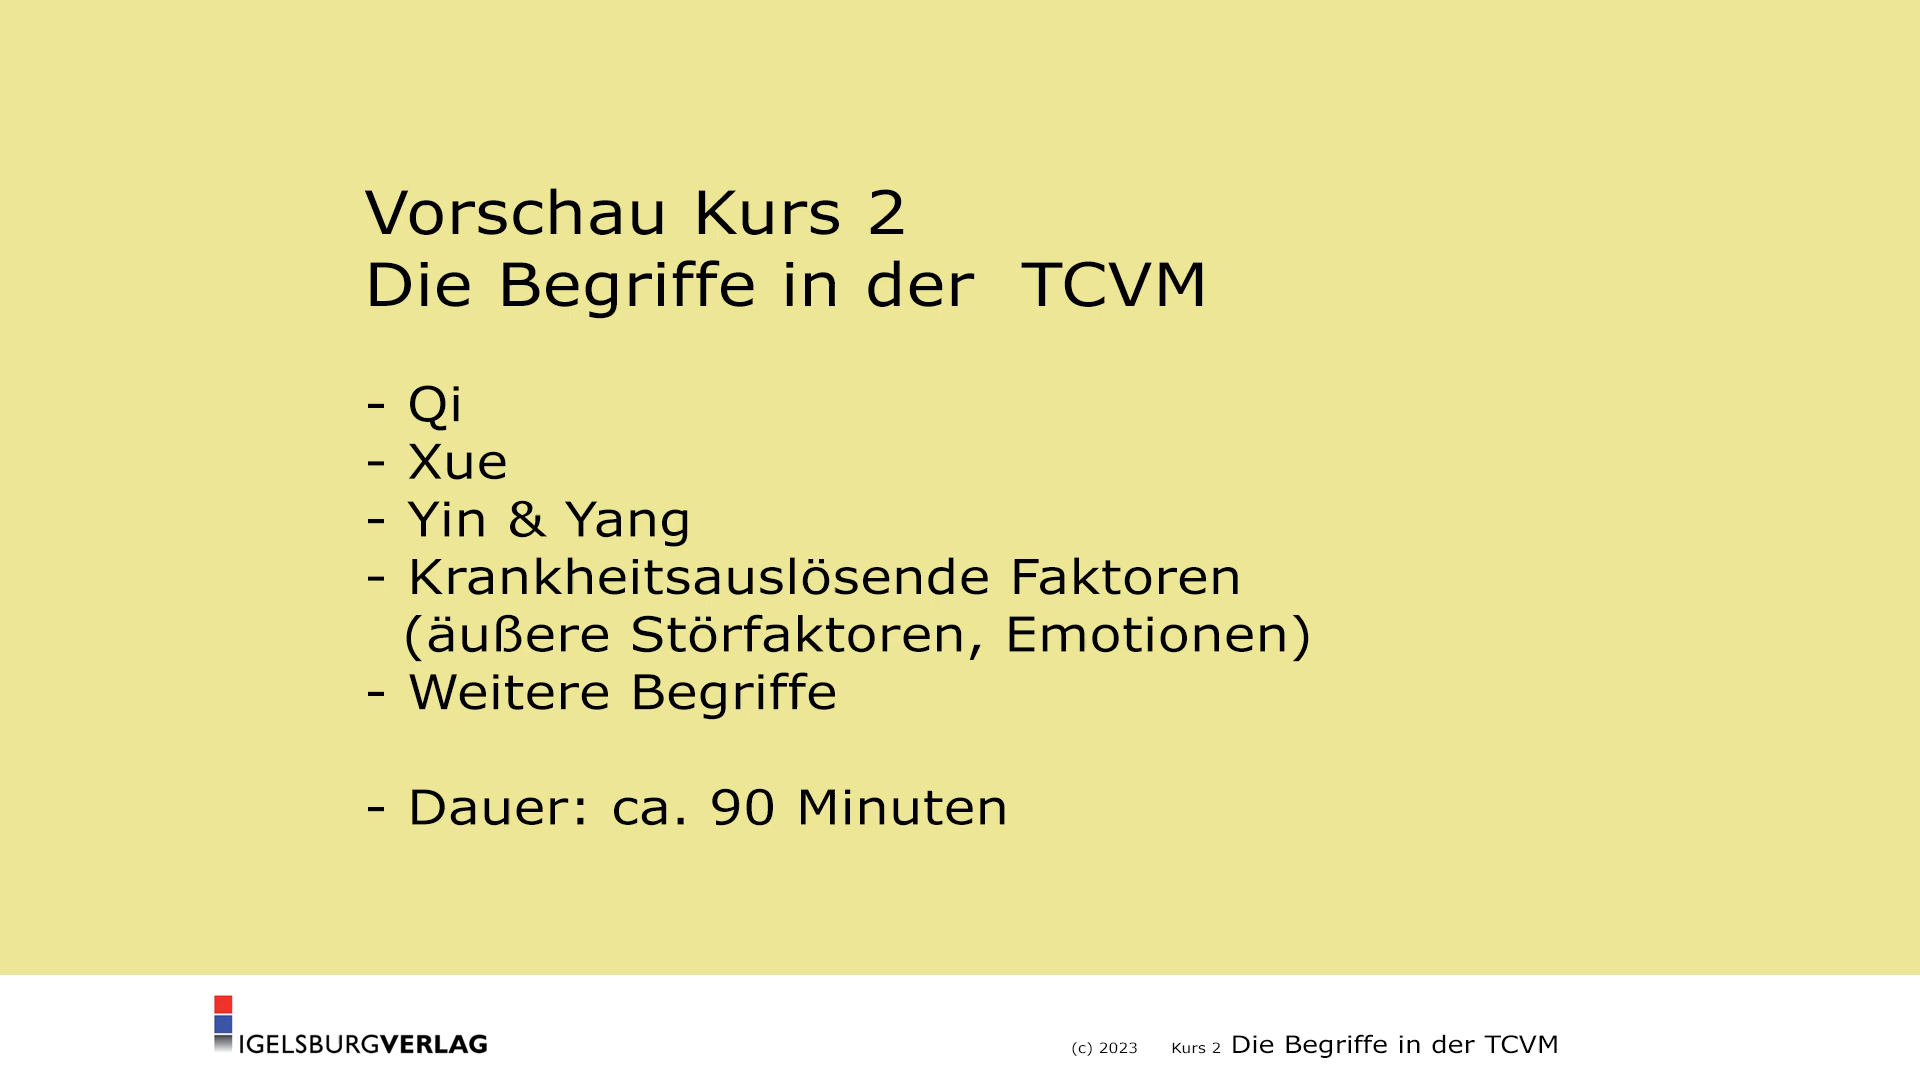 Vorschau Kurs 2
Die Begriffe in der  TCVM
- Qi
- Xue
- Yin & Yang
- Krankheitsauslösende Faktoren
(äußere Störfaktoren, Emotionen)
- Weitere Begriffe
- Dauer: ca. 90 Minuten
IGELSBURGVERLAG
(c) 2023 Kurs 2 Die Begriffe in der TCVM